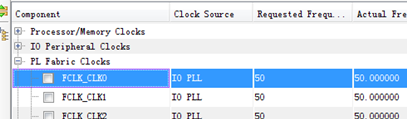 Component Clock Source Requested Frequ... Actual Fre
Processor/Memory Clocks
IO Peripheral Clocks
PL Fabric Clocks
FCLK_CLK0 IO PLL 50 50.000000
FCLK_CLK1 IO PLL 50 50.000000
FCLK_CLK2 IO PLL 50 50.000000